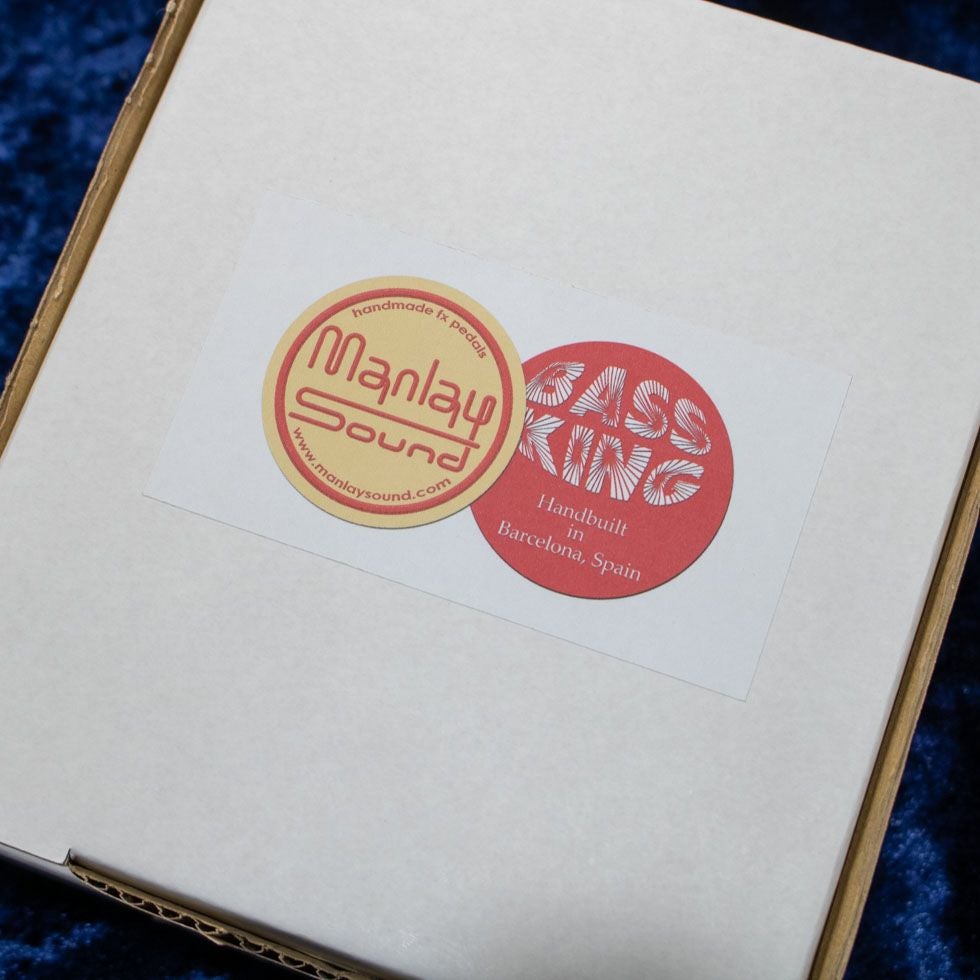 handmade fx pedals
Manlay
Sound
www.manlaysound.com
BASS
KING
Handbuilt
in
Barcelona, Spain